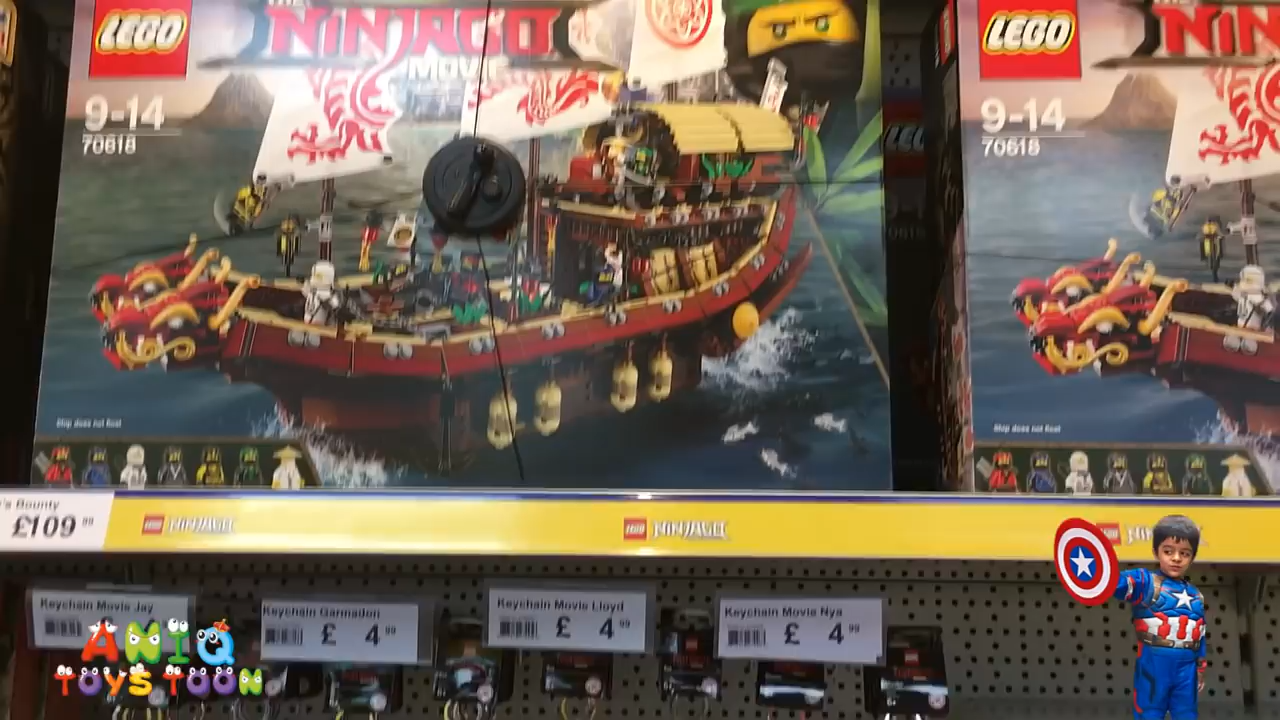 LEGO
THE
NINJAGO
MOVIE
9-14
70618
Ship does not float
LEGO
NIN
9-14
70618
Ship does not float
's Bounty
£109.99
LEGO NINJAGO
LEGO NINJAGO
Keychain Movie Jay
Keychain Garmadon
£ 4.99
Keychain Movie Lloyd
£ 4.99
Keychain Movie Nya
£ 4.99
ANIQ
TOYS TOON